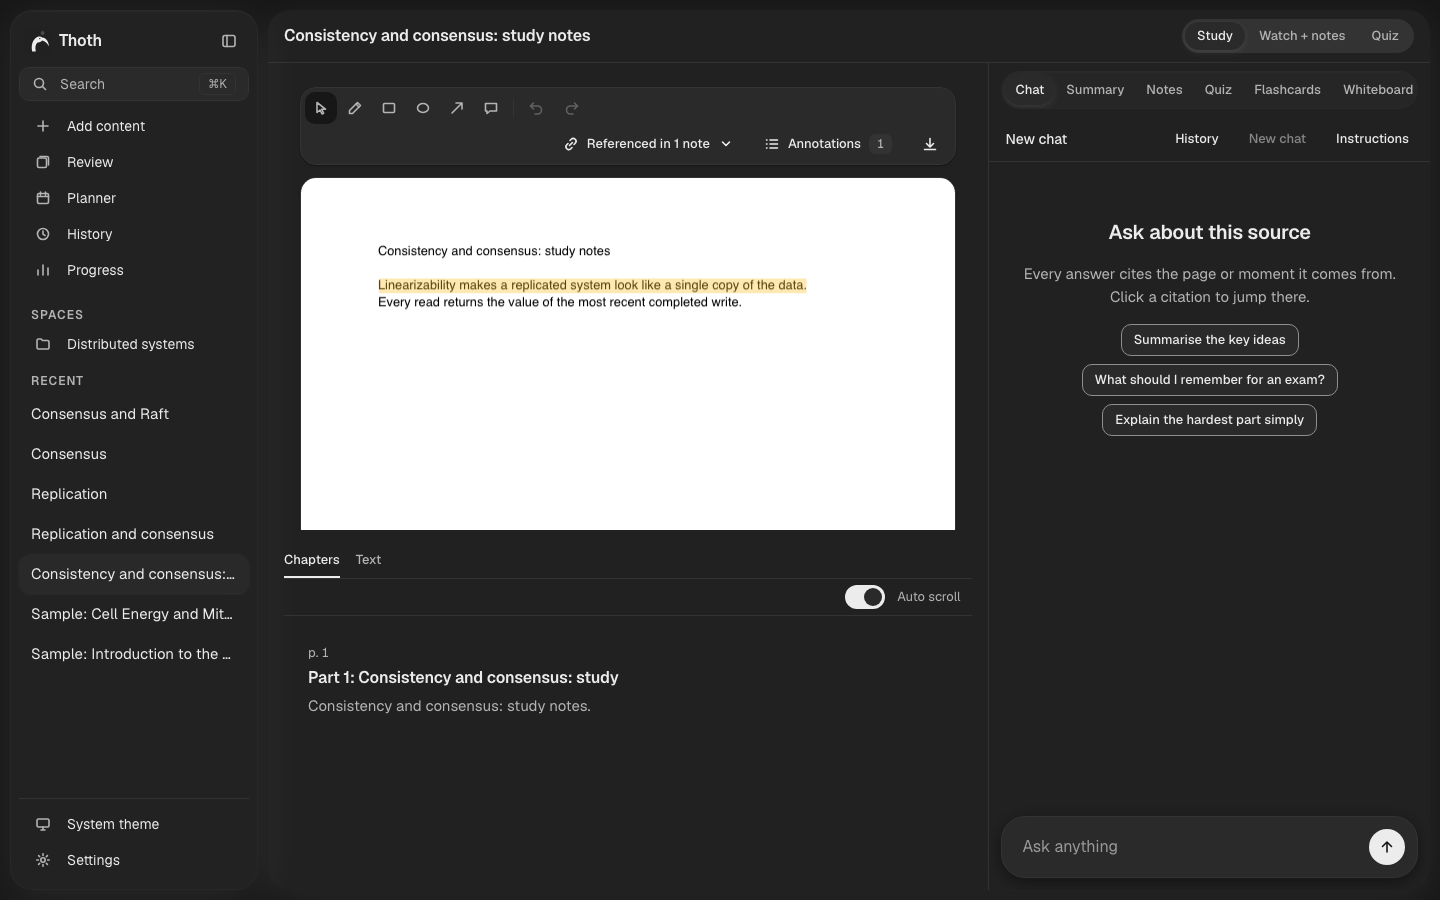 Thoth
Search ⌘K
Add content
Review
Planner
History
Progress
SPACES
Distributed systems
RECENT
Consensus and Raft
Consensus
Replication
Replication and consensus
Consistency and consensus:...
Sample: Cell Energy and Mit...
Sample: Introduction to the ...
System theme
Settings
Consistency and consensus: study notes
Study Watch + notes Quiz
Referenced in 1 note Annotations 1
Consistency and consensus: study notes
Linearizability makes a replicated system look like a single copy of the data.
Every read returns the value of the most recent completed write.
Chapters Text
Auto scroll
p. 1
Part 1: Consistency and consensus: study
Consistency and consensus: study notes.
Chat Summary Notes Quiz Flashcards Whiteboard
New chat History New chat Instructions
Ask about this source
Every answer cites the page or moment it comes from.
Click a citation to jump there.
Summarise the key ideas
What should I remember for an exam?
Explain the hardest part simply
Ask anything